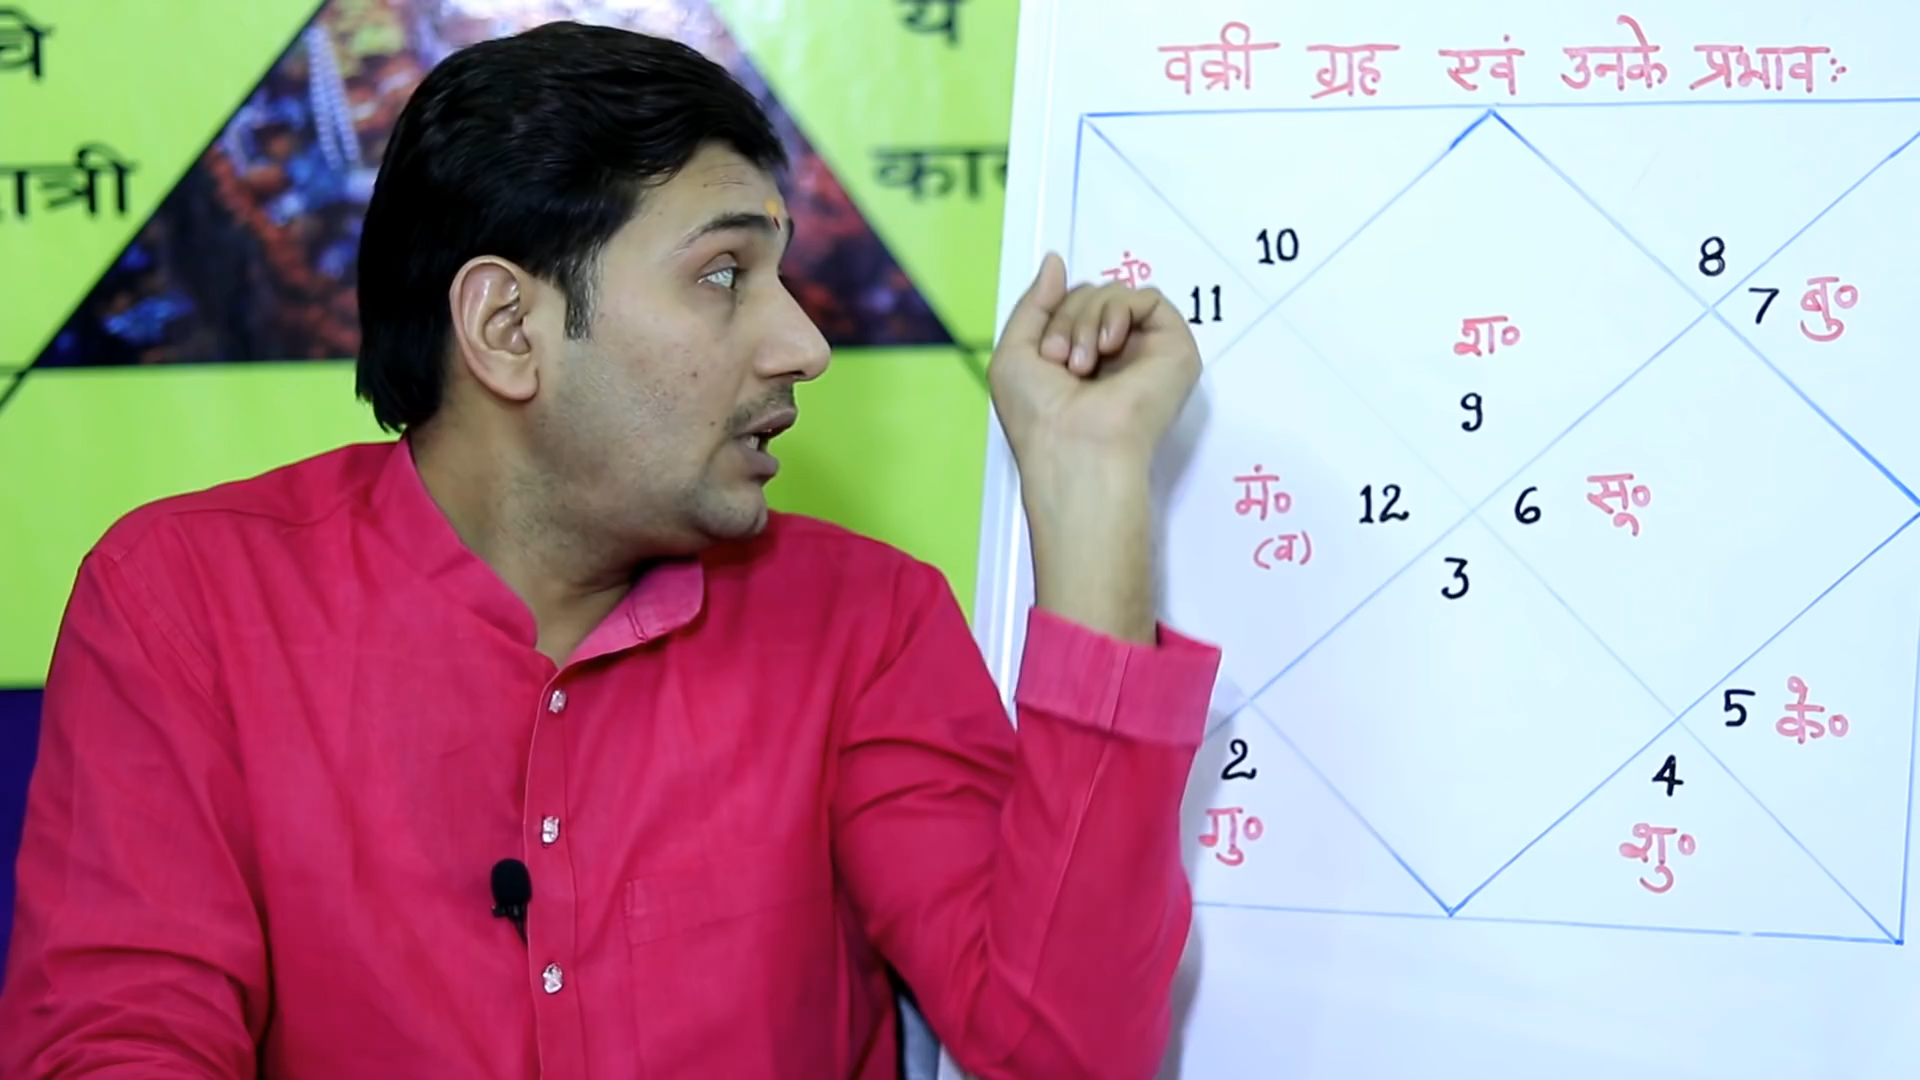 वक्री ग्रह एवं उनके प्रभाव:-
10
8
11
7 बु०
श०
9
मं० 12
(व)
6 सू०
3
5 के०
2
गु०
4
शु०